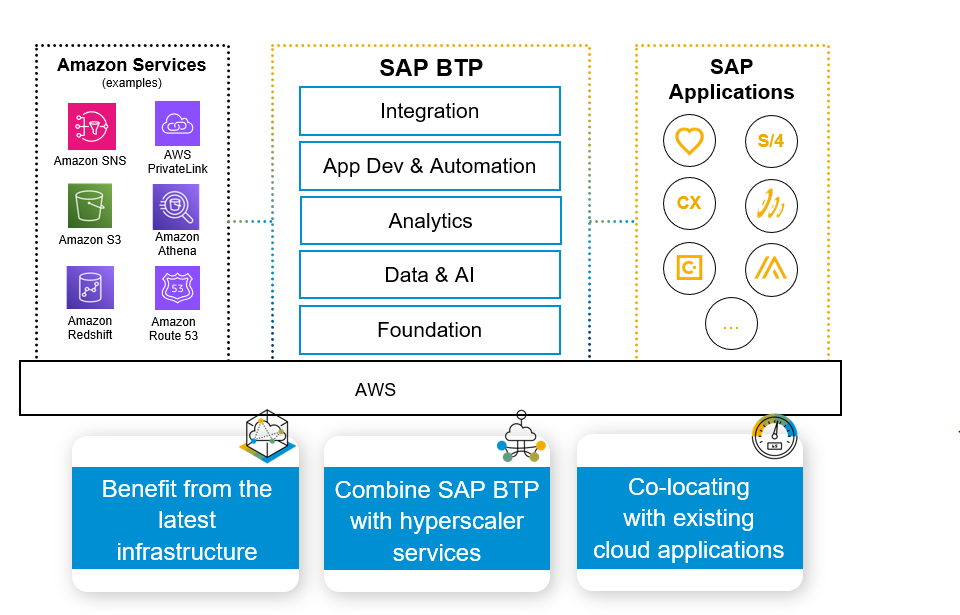 Amazon Services
(examples)
Amazon SNS
AWS
PrivateLink
Amazon S3
Amazon
Athena
Amazon
Redshift
53
Amazon
Route 53
SAP BTP
Integration
App Dev & Automation
Analytics
Data & AI
Foundation
SAP
Applications
S/4
CX
C
...
AWS
Benefit from the
latest
infrastructure
Combine SAP BTP
with hyperscaler
services
Co-locating
with existing
cloud applications